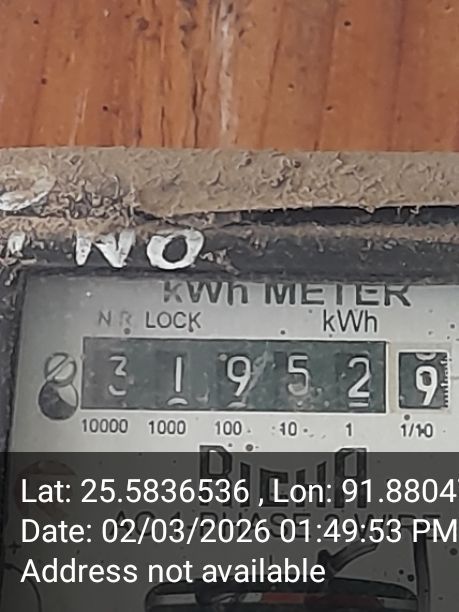 NO
kWh METER
N R LOCK kWh
3 1 9 5 2 9
10000 1000 100 10 1 1/10
Lat: 25.5836536 , Lon: 91.8804
Date: 02/03/2026 01:49:53 PM
Address not available